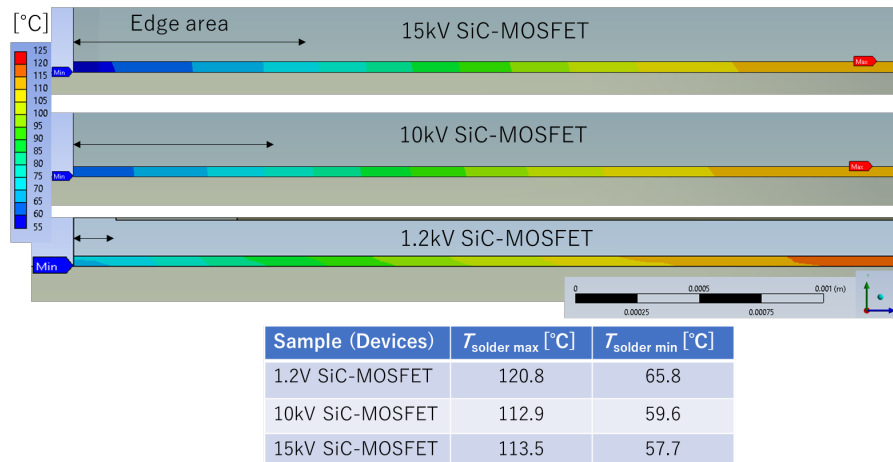 [°C]
Edge area
15kV SiC-MOSFET
125
120
115
110
105
100
95
90
85
80
75
70
65
60
55
Min
Max
10kV SiC-MOSFET
Min
Max
1.2kV SiC-MOSFET
Min
0
0.0005
0.001 (m)
0.00025
0.00075
Sample (Devices) T solder max [°C] T solder min [°C]
1.2V SiC-MOSFET 120.8 65.8
10kV SiC-MOSFET 112.9 59.6
15kV SiC-MOSFET 113.5 57.7